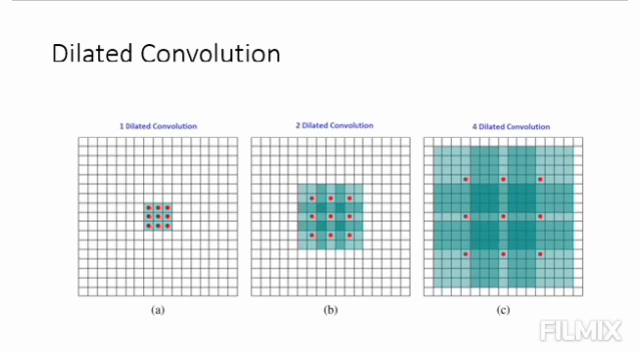 Dilated Convolution
1 Dilated Convolution
2 Dilated Convolution
4 Dilated Convolution
(a)
(b)
(c)
FILMIX